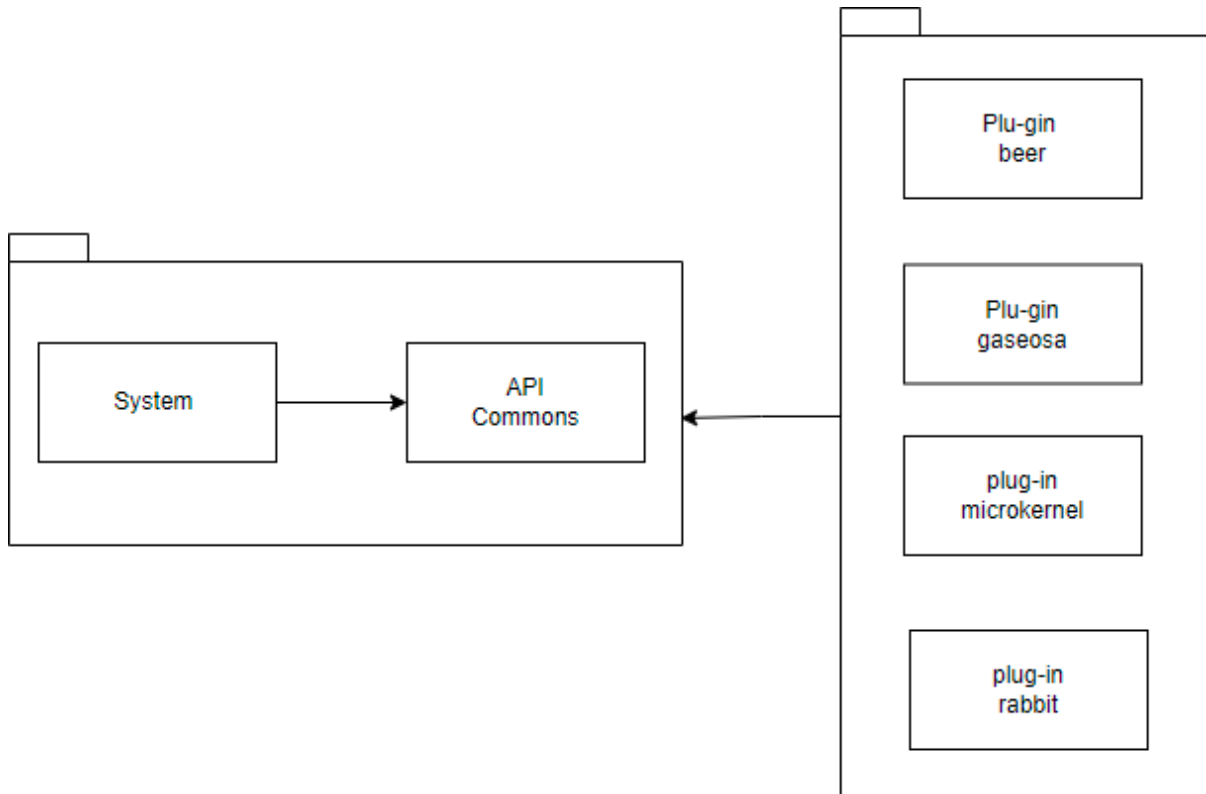 System
API
Commons
Plu-gin
beer
Plu-gin
gaseosa
plug-in
microkernel
plug-in
rabbit